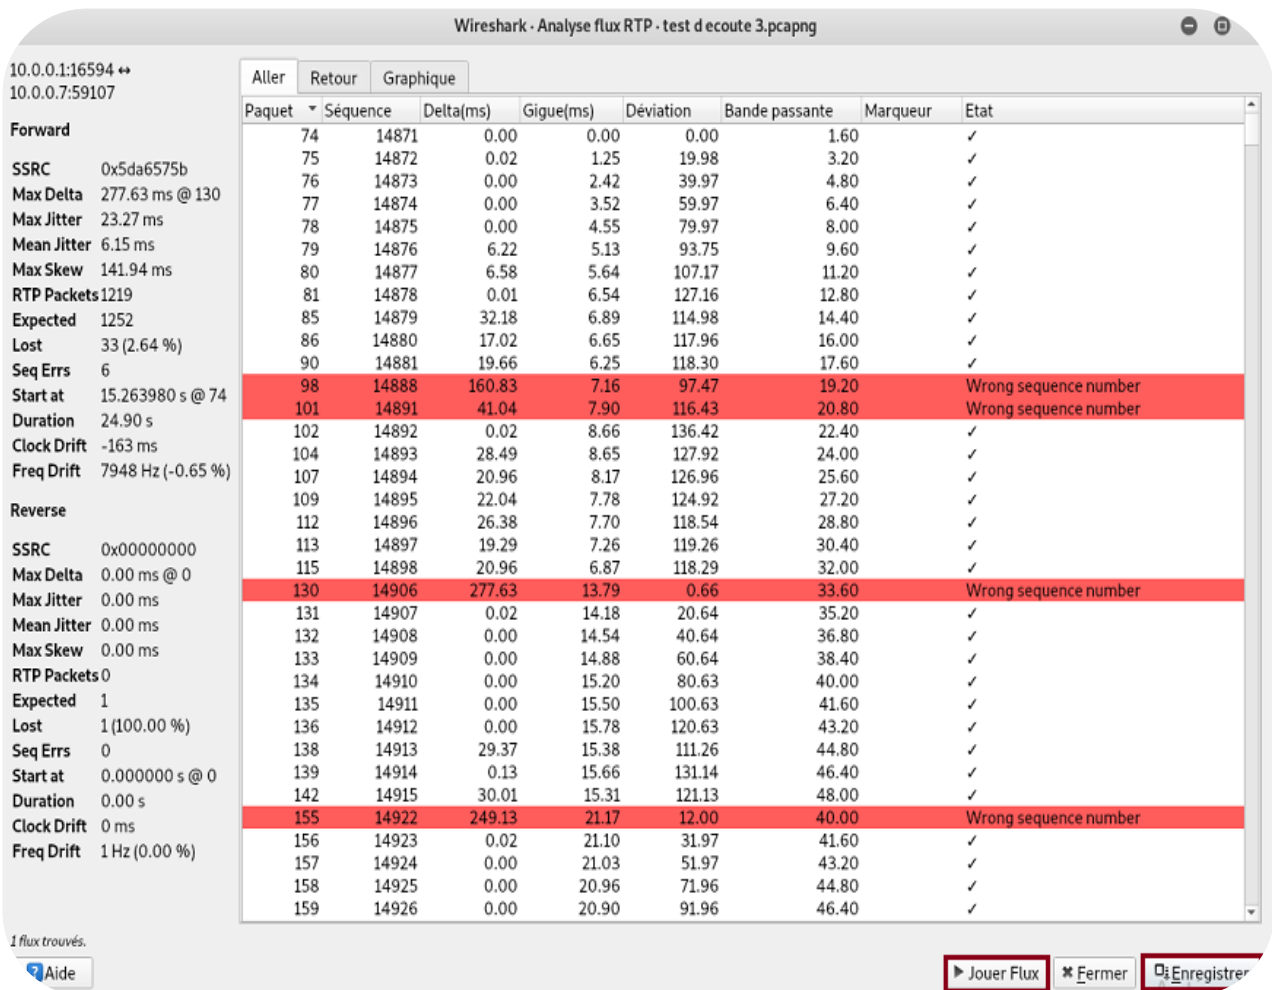 Wireshark · Analyse flux RTP · test d ecoute 3.pcapng
10.0.0.1:16594 ↔
10.0.0.7:59107
Forward
SSRC 0x5da6575b
Max Delta 277.63 ms @ 130
Max Jitter 23.27 ms
Mean Jitter 6.15 ms
Max Skew 141.94 ms
RTP Packets 1219
Expected 1252
Lost 33 (2.64 %)
Seq Errs 6
Start at 15.263980 s @ 74
Duration 24.90 s
Clock Drift -163 ms
Freq Drift 7948 Hz (-0.65 %)
Reverse
SSRC 0x00000000
Max Delta 0.00 ms @ 0
Max Jitter 0.00 ms
Mean Jitter 0.00 ms
Max Skew 0.00 ms
RTP Packets 0
Expected 1
Lost 1 (100.00 %)
Seq Errs 0
Start at 0.000000 s @ 0
Duration 0.00 s
Clock Drift 0 ms
Freq Drift 1 Hz (0.00 %)
Aller Retour Graphique
Paquet Séquence Delta(ms) Gigue(ms) Déviation Bande passante Marqueur Etat
74 14871 0.00 0.00 0.00 1.60 ✓
75 14872 0.02 1.25 19.98 3.20 ✓
76 14873 0.00 2.42 39.97 4.80 ✓
77 14874 0.00 3.52 59.97 6.40 ✓
78 14875 0.00 4.55 79.97 8.00 ✓
79 14876 6.22 5.13 93.75 9.60 ✓
80 14877 6.58 5.64 107.17 11.20 ✓
81 14878 0.01 6.54 127.16 12.80 ✓
85 14879 32.18 6.89 114.98 14.40 ✓
86 14880 17.02 6.65 117.96 16.00 ✓
90 14881 19.66 6.25 118.30 17.60 ✓
98 14888 160.83 7.16 97.47 19.20 Wrong sequence number
101 14891 41.04 7.90 116.43 20.80 Wrong sequence number
102 14892 0.02 8.66 136.42 22.40 ✓
104 14893 28.49 8.65 127.92 24.00 ✓
107 14894 20.96 8.17 126.96 25.60 ✓
109 14895 22.04 7.78 124.92 27.20 ✓
112 14896 26.38 7.70 118.54 28.80 ✓
113 14897 19.29 7.26 119.26 30.40 ✓
115 14898 20.96 6.87 118.29 32.00 ✓
130 14906 277.63 13.79 0.66 33.60 Wrong sequence number
131 14907 0.02 14.18 20.64 35.20 ✓
132 14908 0.00 14.54 40.64 36.80 ✓
133 14909 0.00 14.88 60.64 38.40 ✓
134 14910 0.00 15.20 80.63 40.00 ✓
135 14911 0.00 15.50 100.63 41.60 ✓
136 14912 0.00 15.78 120.63 43.20 ✓
138 14913 29.37 15.38 111.26 44.80 ✓
139 14914 0.13 15.66 131.14 46.40 ✓
142 14915 30.01 15.31 121.13 48.00 ✓
155 14922 249.13 21.17 12.00 40.00 Wrong sequence number
156 14923 0.02 21.10 31.97 41.60 ✓
157 14924 0.00 21.03 51.97 43.20 ✓
158 14925 0.00 20.96 71.96 44.80 ✓
159 14926 0.00 20.90 91.96 46.40 ✓
1 flux trouvés.
Aide Jouer Flux Fermer Enregistrer